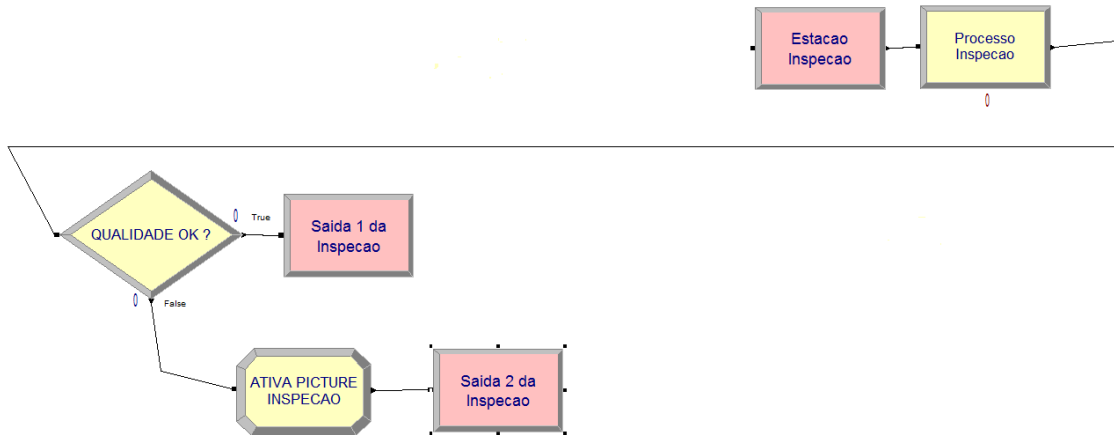 Estacao
Inspecao
Processo
Inspecao
0
QUALIDADE OK ?
0
True
Saida 1 da
Inspecao
0
False
ATIVA PICTURE
INSPECAO
Saida 2 da
Inspecao